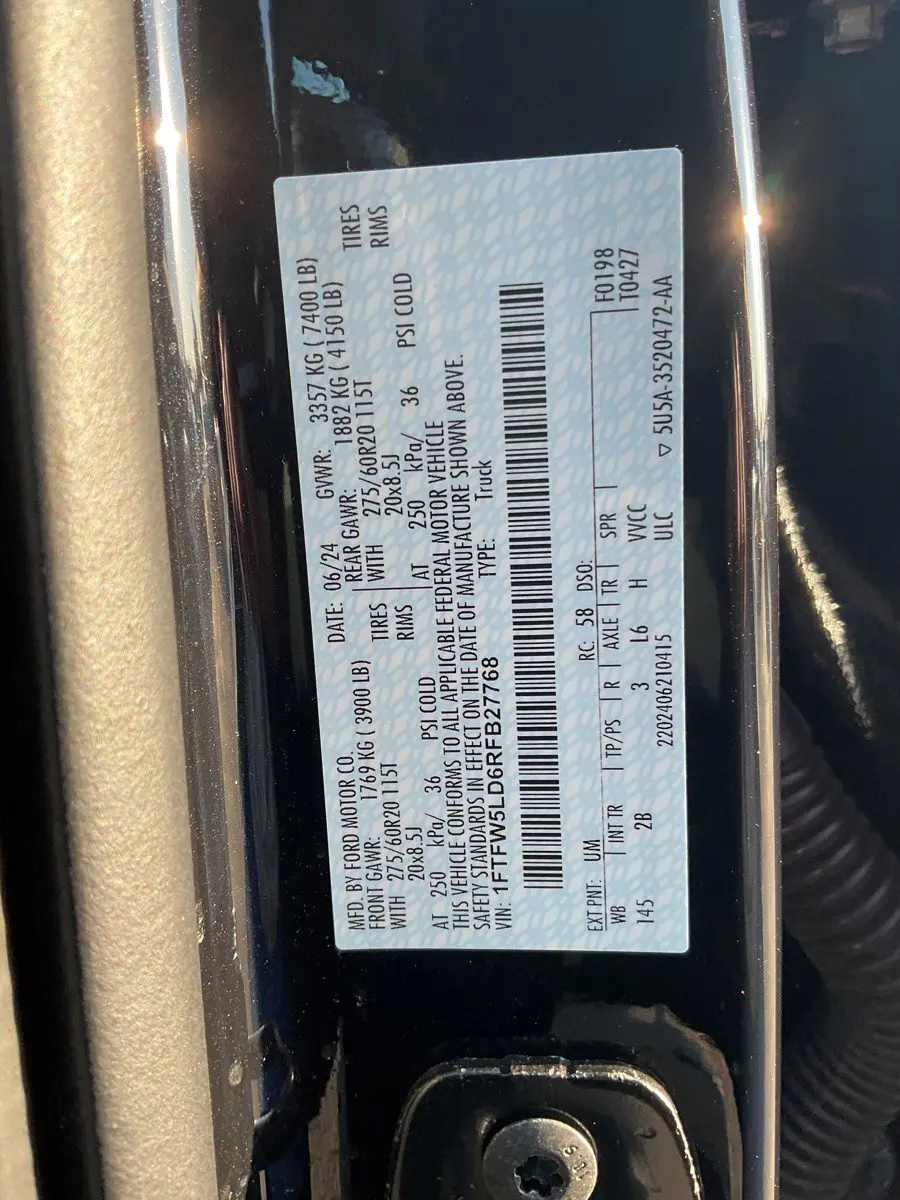 MFD. BY FORD MOTOR CO. DATE: 06/24 GVWR: 3357 KG ( 7400 LB)
FRONT GAWR: 1769 KG ( 3900 LB) REAR GAWR: 1882 KG ( 4150 LB)
WITH 275/60R20 115T TIRES WITH 275/60R20 115T TIRES
20x8.5J RIMS 20x8.5J RIMS
AT 250 kPa/ 36 PSI COLD AT 250 kPa/ 36 PSI COLD
THIS VEHICLE CONFORMS TO ALL APPLICABLE FEDERAL MOTOR VEHICLE
SAFETY STANDARDS IN EFFECT ON THE DATE OF MANUFACTURE SHOWN ABOVE.
VIN: 1FTFW5LD6RFB27768 TYPE: Truck
EXT PNT: UM RC: 58 DSO: F0198
WB INT TR TP/PS R AXLE TR SPR T0427
145 2B 3 L6 H VVCC
2202406210415 ULC ▽ 5U5A-3520472-AA